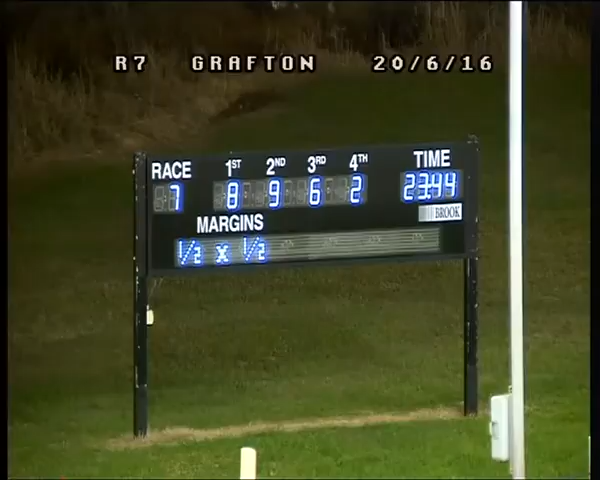 R7 GRAFTON 20/6/16
RACE 1ST 2ND 3RD 4TH TIME
7 8 9 6 2 23:44
BROOK
MARGINS
1/2 x 1/2